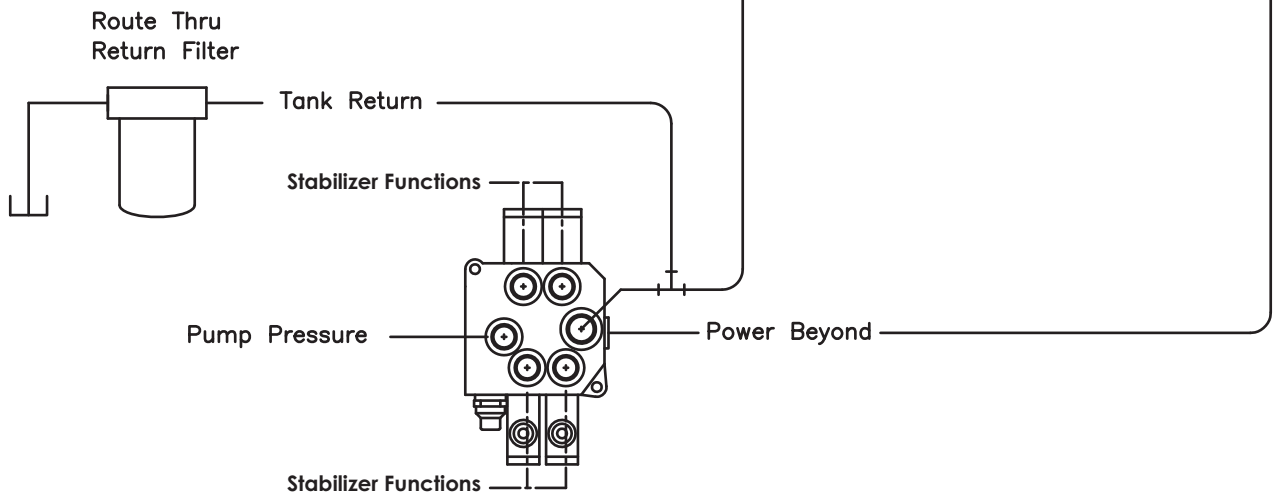 Route Thru
Return Filter
Tank Return
Stabilizer Functions
Pump Pressure
Power Beyond
Stabilizer Functions